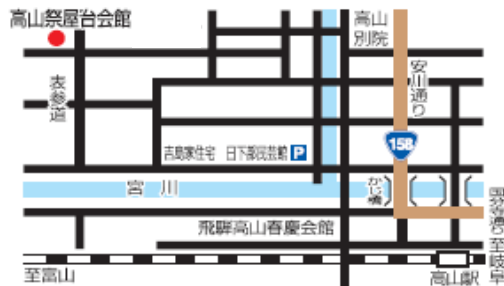 高山祭屋台会館
高山
別院
表参道
安川通り
158
吉島家住宅 日下部民芸館 P
かじ橋
宮川
飛騨高山春慶会館
国分寺通り
至富山
高山駅
至岐阜